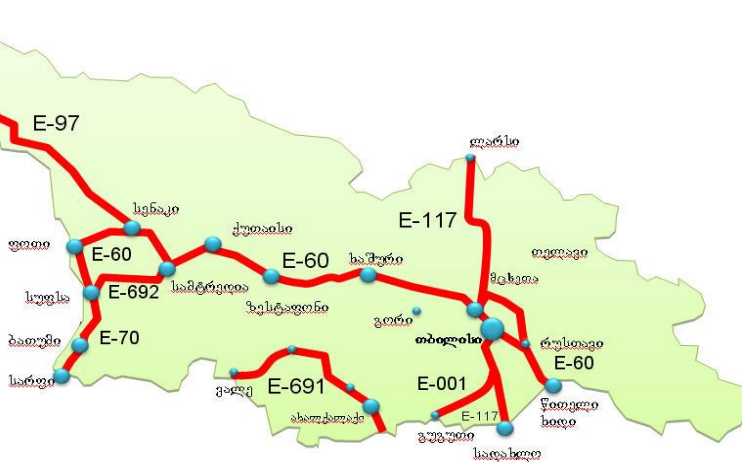 E-97
ლარსი
სენაკი
ქუთაისი
E-117
ფოთი
E-60
E-60
ხაშური
თელავი
მცხეთა
სუფსა
E-692
სამტრედია
ზესტაფონი
გორი
თბილისი
რუსთავი
ბათუმი
E-70
E-60
სარფი
ვალე
E-691
E-001
წითელი
ხიდი
ახალქალაქი
E-117
გუგუთი
სადახლო